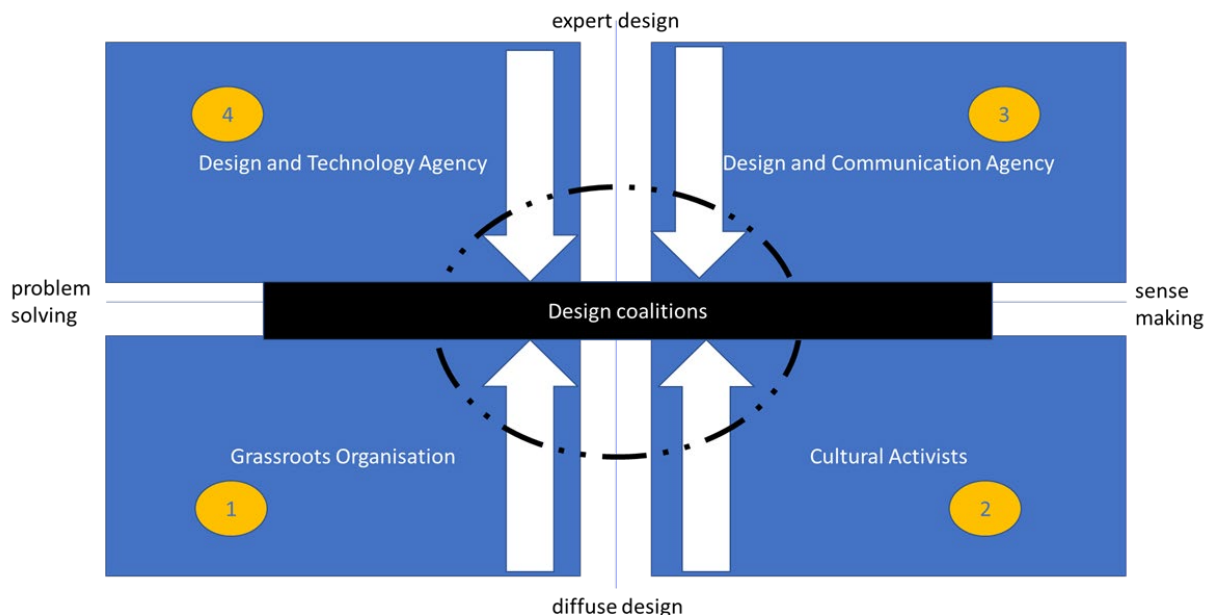 expert design
4
3
Design and Technology Agency
Design and Communication Agency
problem
solving
Design coalitions
sense
making
Grassroots Organisation
Cultural Activists
1
2
diffuse design